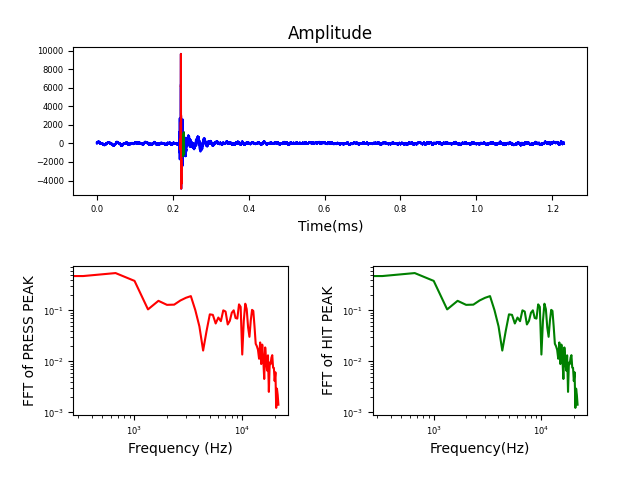 Amplitude
10000
8000
6000
4000
2000
0
−2000
−4000
0.0 0.2 0.4 0.6 0.8 1.0 1.2
Time(ms)
FFT of PRESS PEAK
10⁻¹
10⁻²
10⁻³
10³ 10⁴
Frequency (Hz)
FFT of HIT PEAK
10⁻¹
10⁻²
10⁻³
10³ 10⁴
Frequency(Hz)